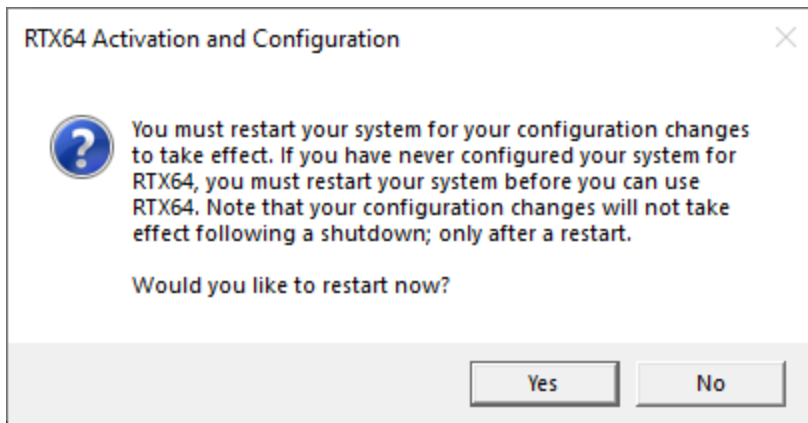 RTX64 Activation and Configuration
You must restart your system for your configuration changes
to take effect. If you have never configured your system for
RTX64, you must restart your system before you can use
RTX64. Note that your configuration changes will not take
effect following a shutdown; only after a restart.
Would you like to restart now?
Yes
No